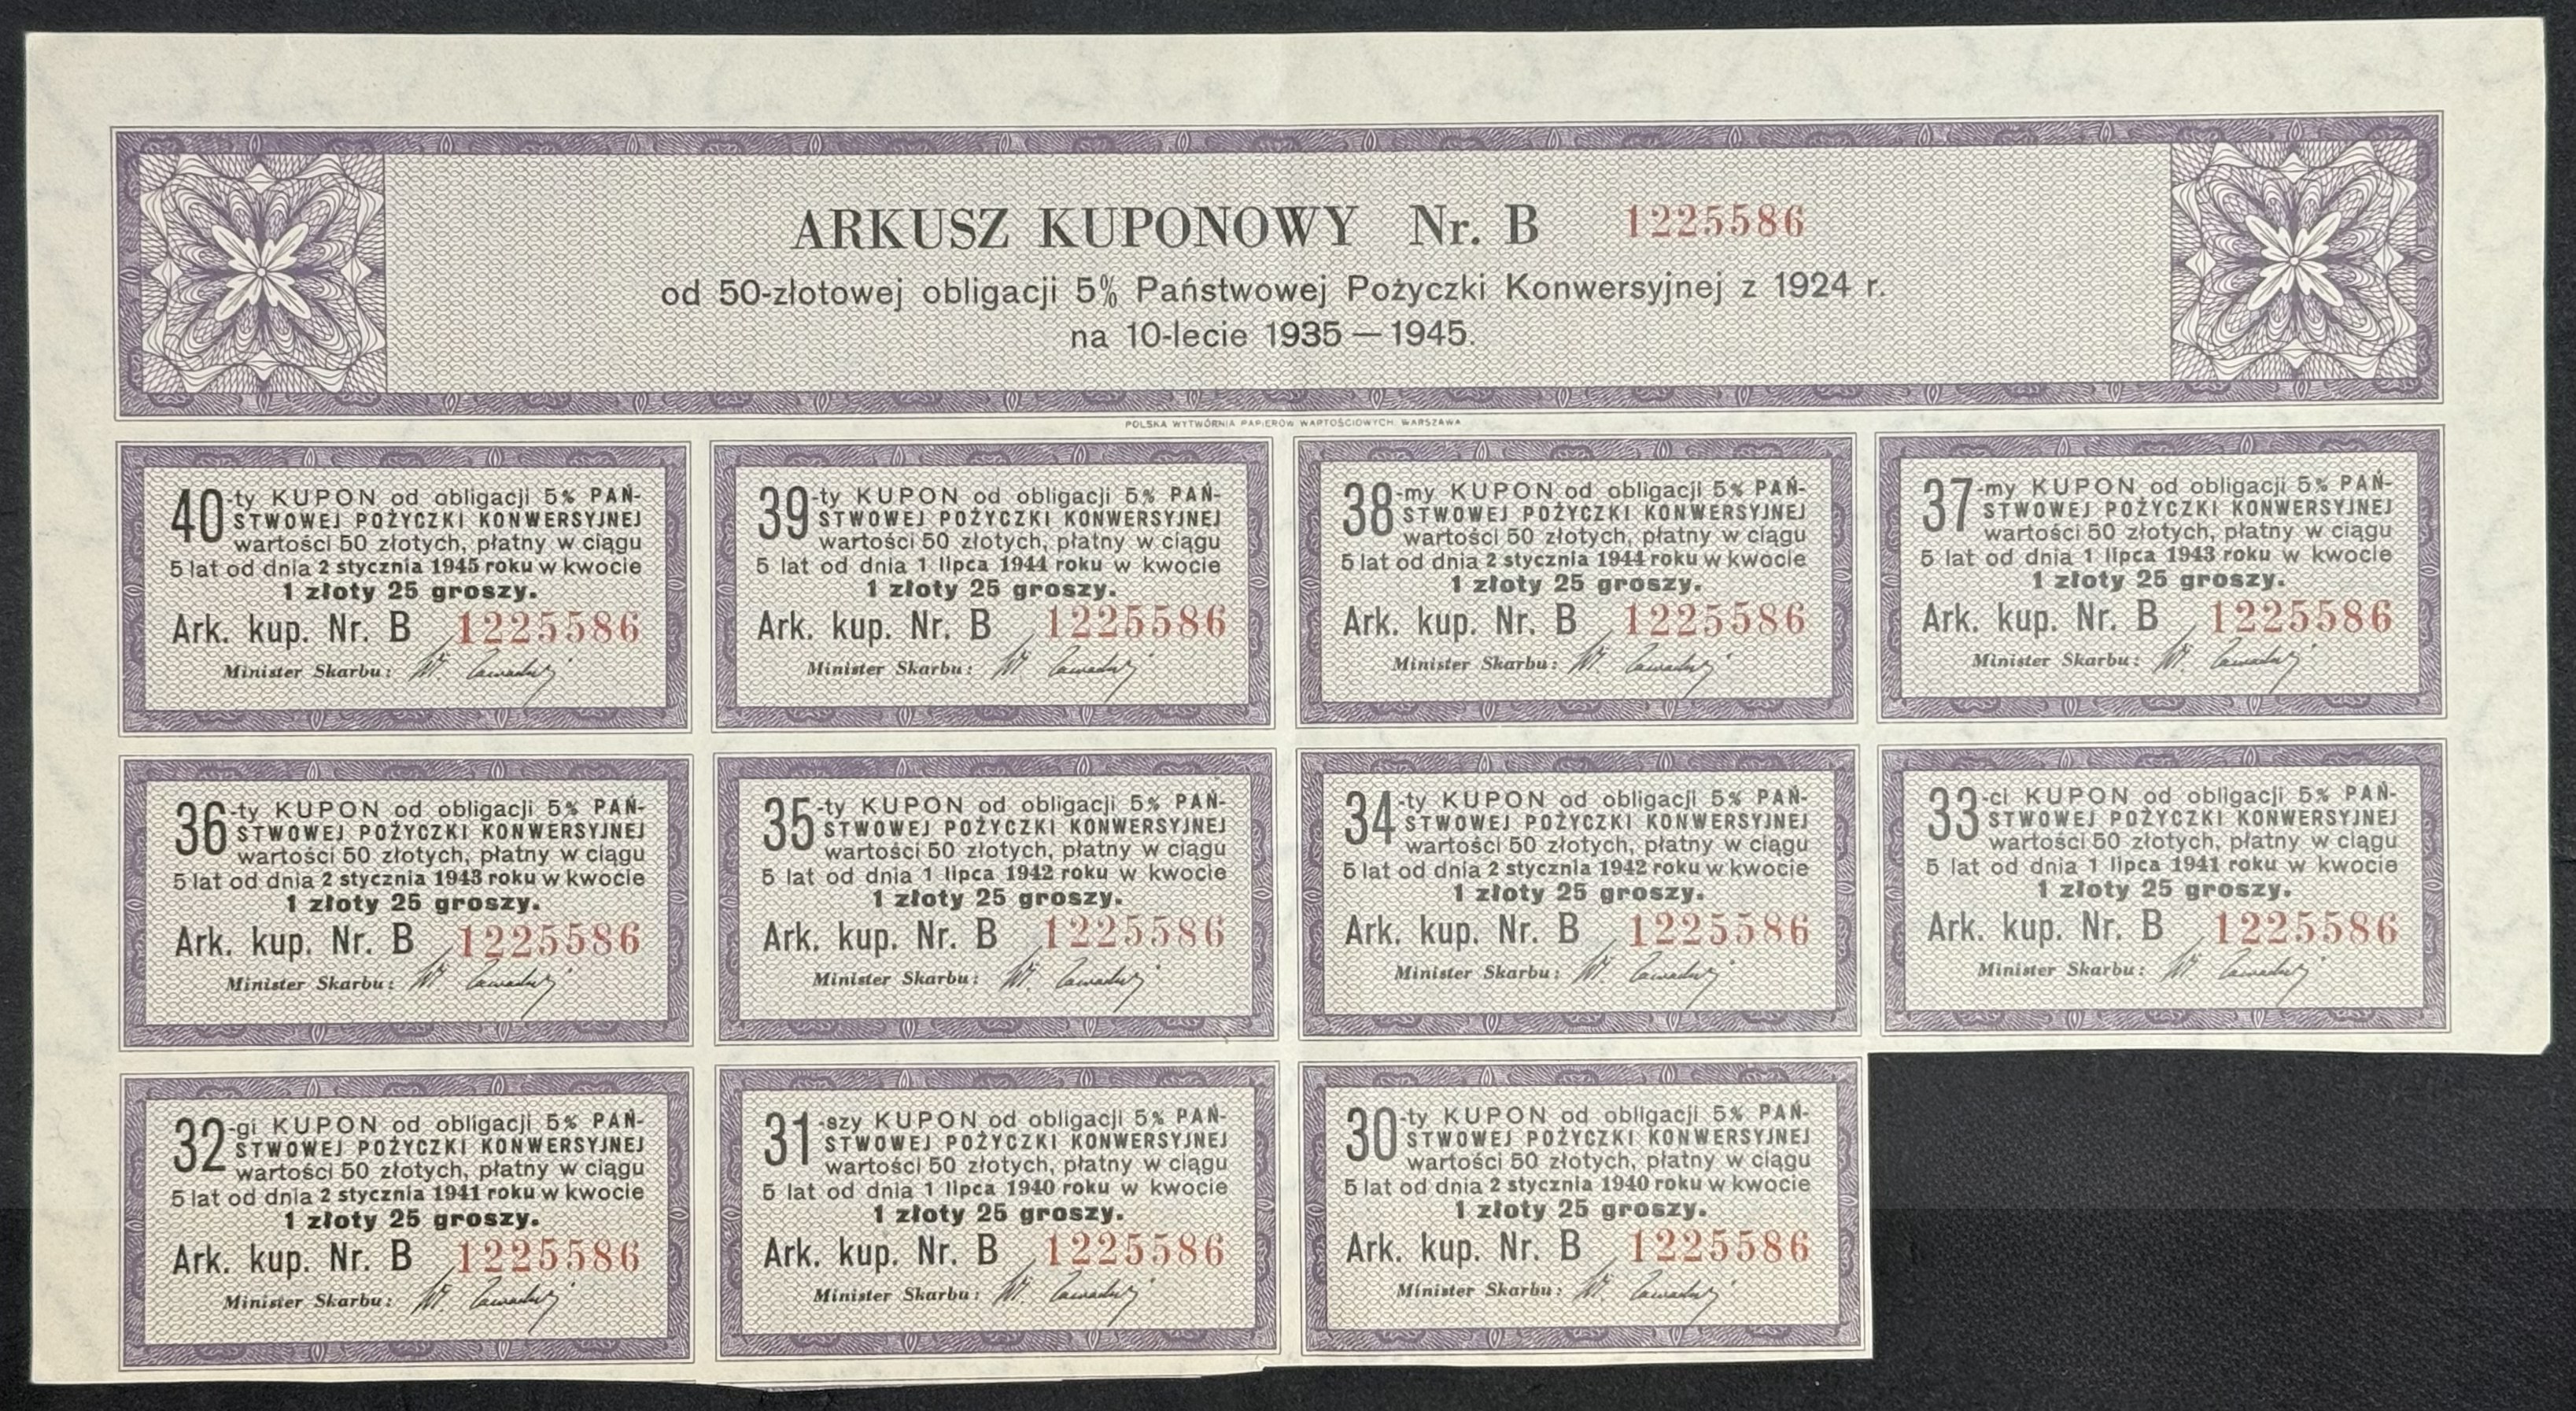 ARKUSZ KUPONOWY Nr. B 1225586
od 50-złotowej obligacji 5% Państwowej Pożyczki Konwersyjnej z 1924 r.
na 10-lecie 1935 — 1945.
POLSKA WYTWÓRNIA PAPIERÓW WARTOŚCIOWYCH. WARSZAWA
40-ty KUPON od obligacji 5% PAŃ-
STWOWEJ POŻYCZKI KONWERSYJNEJ
wartości 50 złotych, płatny w ciągu
5 lat od dnia 2 stycznia 1945 roku w kwocie
1 złoty 25 groszy.
Ark. kup. Nr. B 1225586
Minister Skarbu:
39-ty KUPON od obligacji 5% PAŃ-
STWOWEJ POŻYCZKI KONWERSYJNEJ
wartości 50 złotych, płatny w ciągu
5 lat od dnia 1 lipca 1944 roku w kwocie
1 złoty 25 groszy.
Ark. kup. Nr. B 1225586
Minister Skarbu:
38-my KUPON od obligacji 5% PAŃ-
STWOWEJ POŻYCZKI KONWERSYJNEJ
wartości 50 złotych, płatny w ciągu
5 lat od dnia 2 stycznia 1944 roku w kwocie
1 złoty 25 groszy.
Ark. kup. Nr. B 1225586
Minister Skarbu:
37-my KUPON od obligacji 5% PAŃ-
STWOWEJ POŻYCZKI KONWERSYJNEJ
wartości 50 złotych, płatny w ciągu
5 lat od dnia 1 lipca 1943 roku w kwocie
1 złoty 25 groszy.
Ark. kup. Nr. B 1225586
Minister Skarbu:
36-ty KUPON od obligacji 5% PAŃ-
STWOWEJ POŻYCZKI KONWERSYJNEJ
wartości 50 złotych, płatny w ciągu
5 lat od dnia 2 stycznia 1943 roku w kwocie
1 złoty 25 groszy.
Ark. kup. Nr. B 1225586
Minister Skarbu:
35-ty KUPON od obligacji 5% PAŃ-
STWOWEJ POŻYCZKI KONWERSYJNEJ
wartości 50 złotych, płatny w ciągu
5 lat od dnia 1 lipca 1942 roku w kwocie
1 złoty 25 groszy.
Ark. kup. Nr. B 1225586
Minister Skarbu:
34-ty KUPON od obligacji 5% PAŃ-
STWOWEJ POŻYCZKI KONWERSYJNEJ
wartości 50 złotych, płatny w ciągu
5 lat od dnia 2 stycznia 1942 roku w kwocie
1 złoty 25 groszy.
Ark. kup. Nr. B 1225586
Minister Skarbu:
33-ci KUPON od obligacji 5% PAŃ-
STWOWEJ POŻYCZKI KONWERSYJNEJ
wartości 50 złotych, płatny w ciągu
5 lat od dnia 1 lipca 1941 roku w kwocie
1 złoty 25 groszy.
Ark. kup. Nr. B 1225586
Minister Skarbu:
32-gi KUPON od obligacji 5% PAŃ-
STWOWEJ POŻYCZKI KONWERSYJNEJ
wartości 50 złotych, płatny w ciągu
5 lat od dnia 2 stycznia 1941 roku w kwocie
1 złoty 25 groszy.
Ark. kup. Nr. B 1225586
Minister Skarbu:
31-szy KUPON od obligacji 5% PAŃ-
STWOWEJ POŻYCZKI KONWERSYJNEJ
wartości 50 złotych, płatny w ciągu
5 lat od dnia 1 lipca 1940 roku w kwocie
1 złoty 25 groszy.
Ark. kup. Nr. B 1225586
Minister Skarbu:
30-ty KUPON od obligacji 5% PAŃ-
STWOWEJ POŻYCZKI KONWERSYJNEJ
wartości 50 złotych, płatny w ciągu
5 lat od dnia 2 stycznia 1940 roku w kwocie
1 złoty 25 groszy.
Ark. kup. Nr. B 1225586
Minister Skarbu: